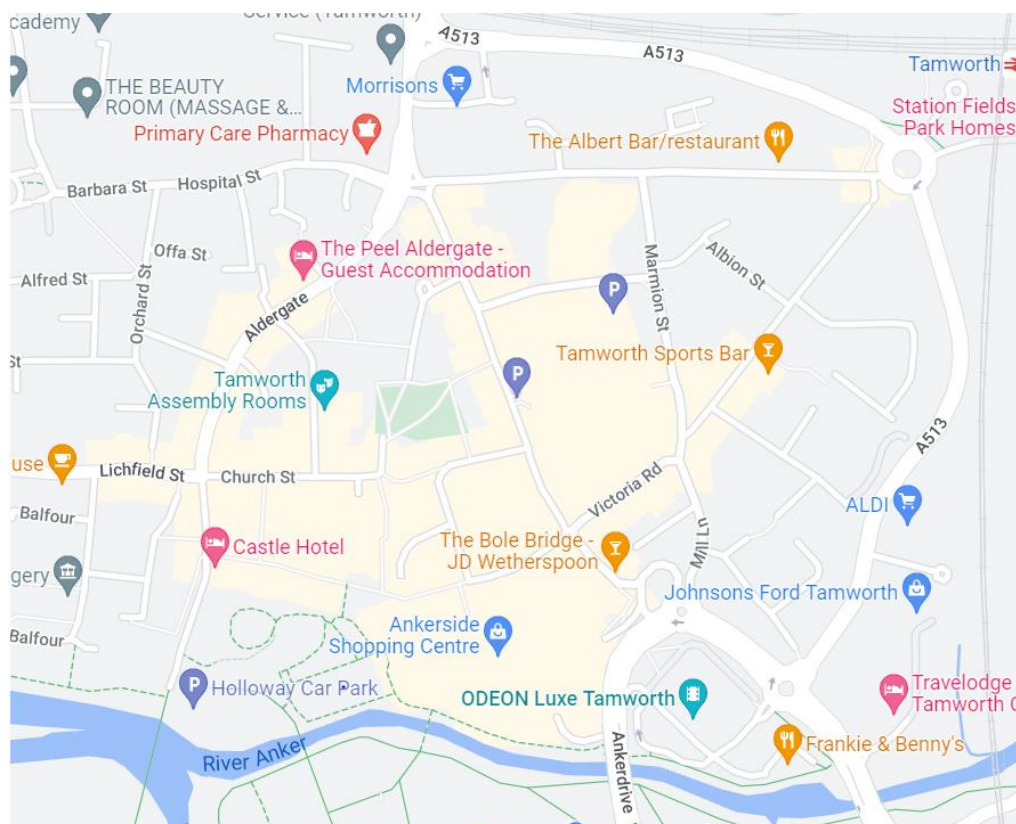 cademy
Service (Tamworth)
A513
A513
Tamworth
Morrisons
THE BEAUTY
ROOM (MASSAGE &...
Station Fields
Park Homes
Primary Care Pharmacy
The Albert Bar/restaurant
Barbara St
Hospital St
Offa St
The Peel Aldergate -
Guest Accommodation
Alfred St
Orchard St
Aldergate
P
Marmion St
Albion St
Tamworth Sports Bar
St
Tamworth
Assembly Rooms
P
A513
use
Lichfield St
Church St
Victoria Rd
Balfour
ALDI
Castle Hotel
The Bole Bridge -
JD Wetherspoon
Mill Ln
gery
Johnsons Ford Tamworth
Balfour
Ankerside
Shopping Centre
P
Holloway Car Park
ODEON Luxe Tamworth
Travelodge
Tamworth C
River Anker
Ankerdrive
Frankie & Benny's